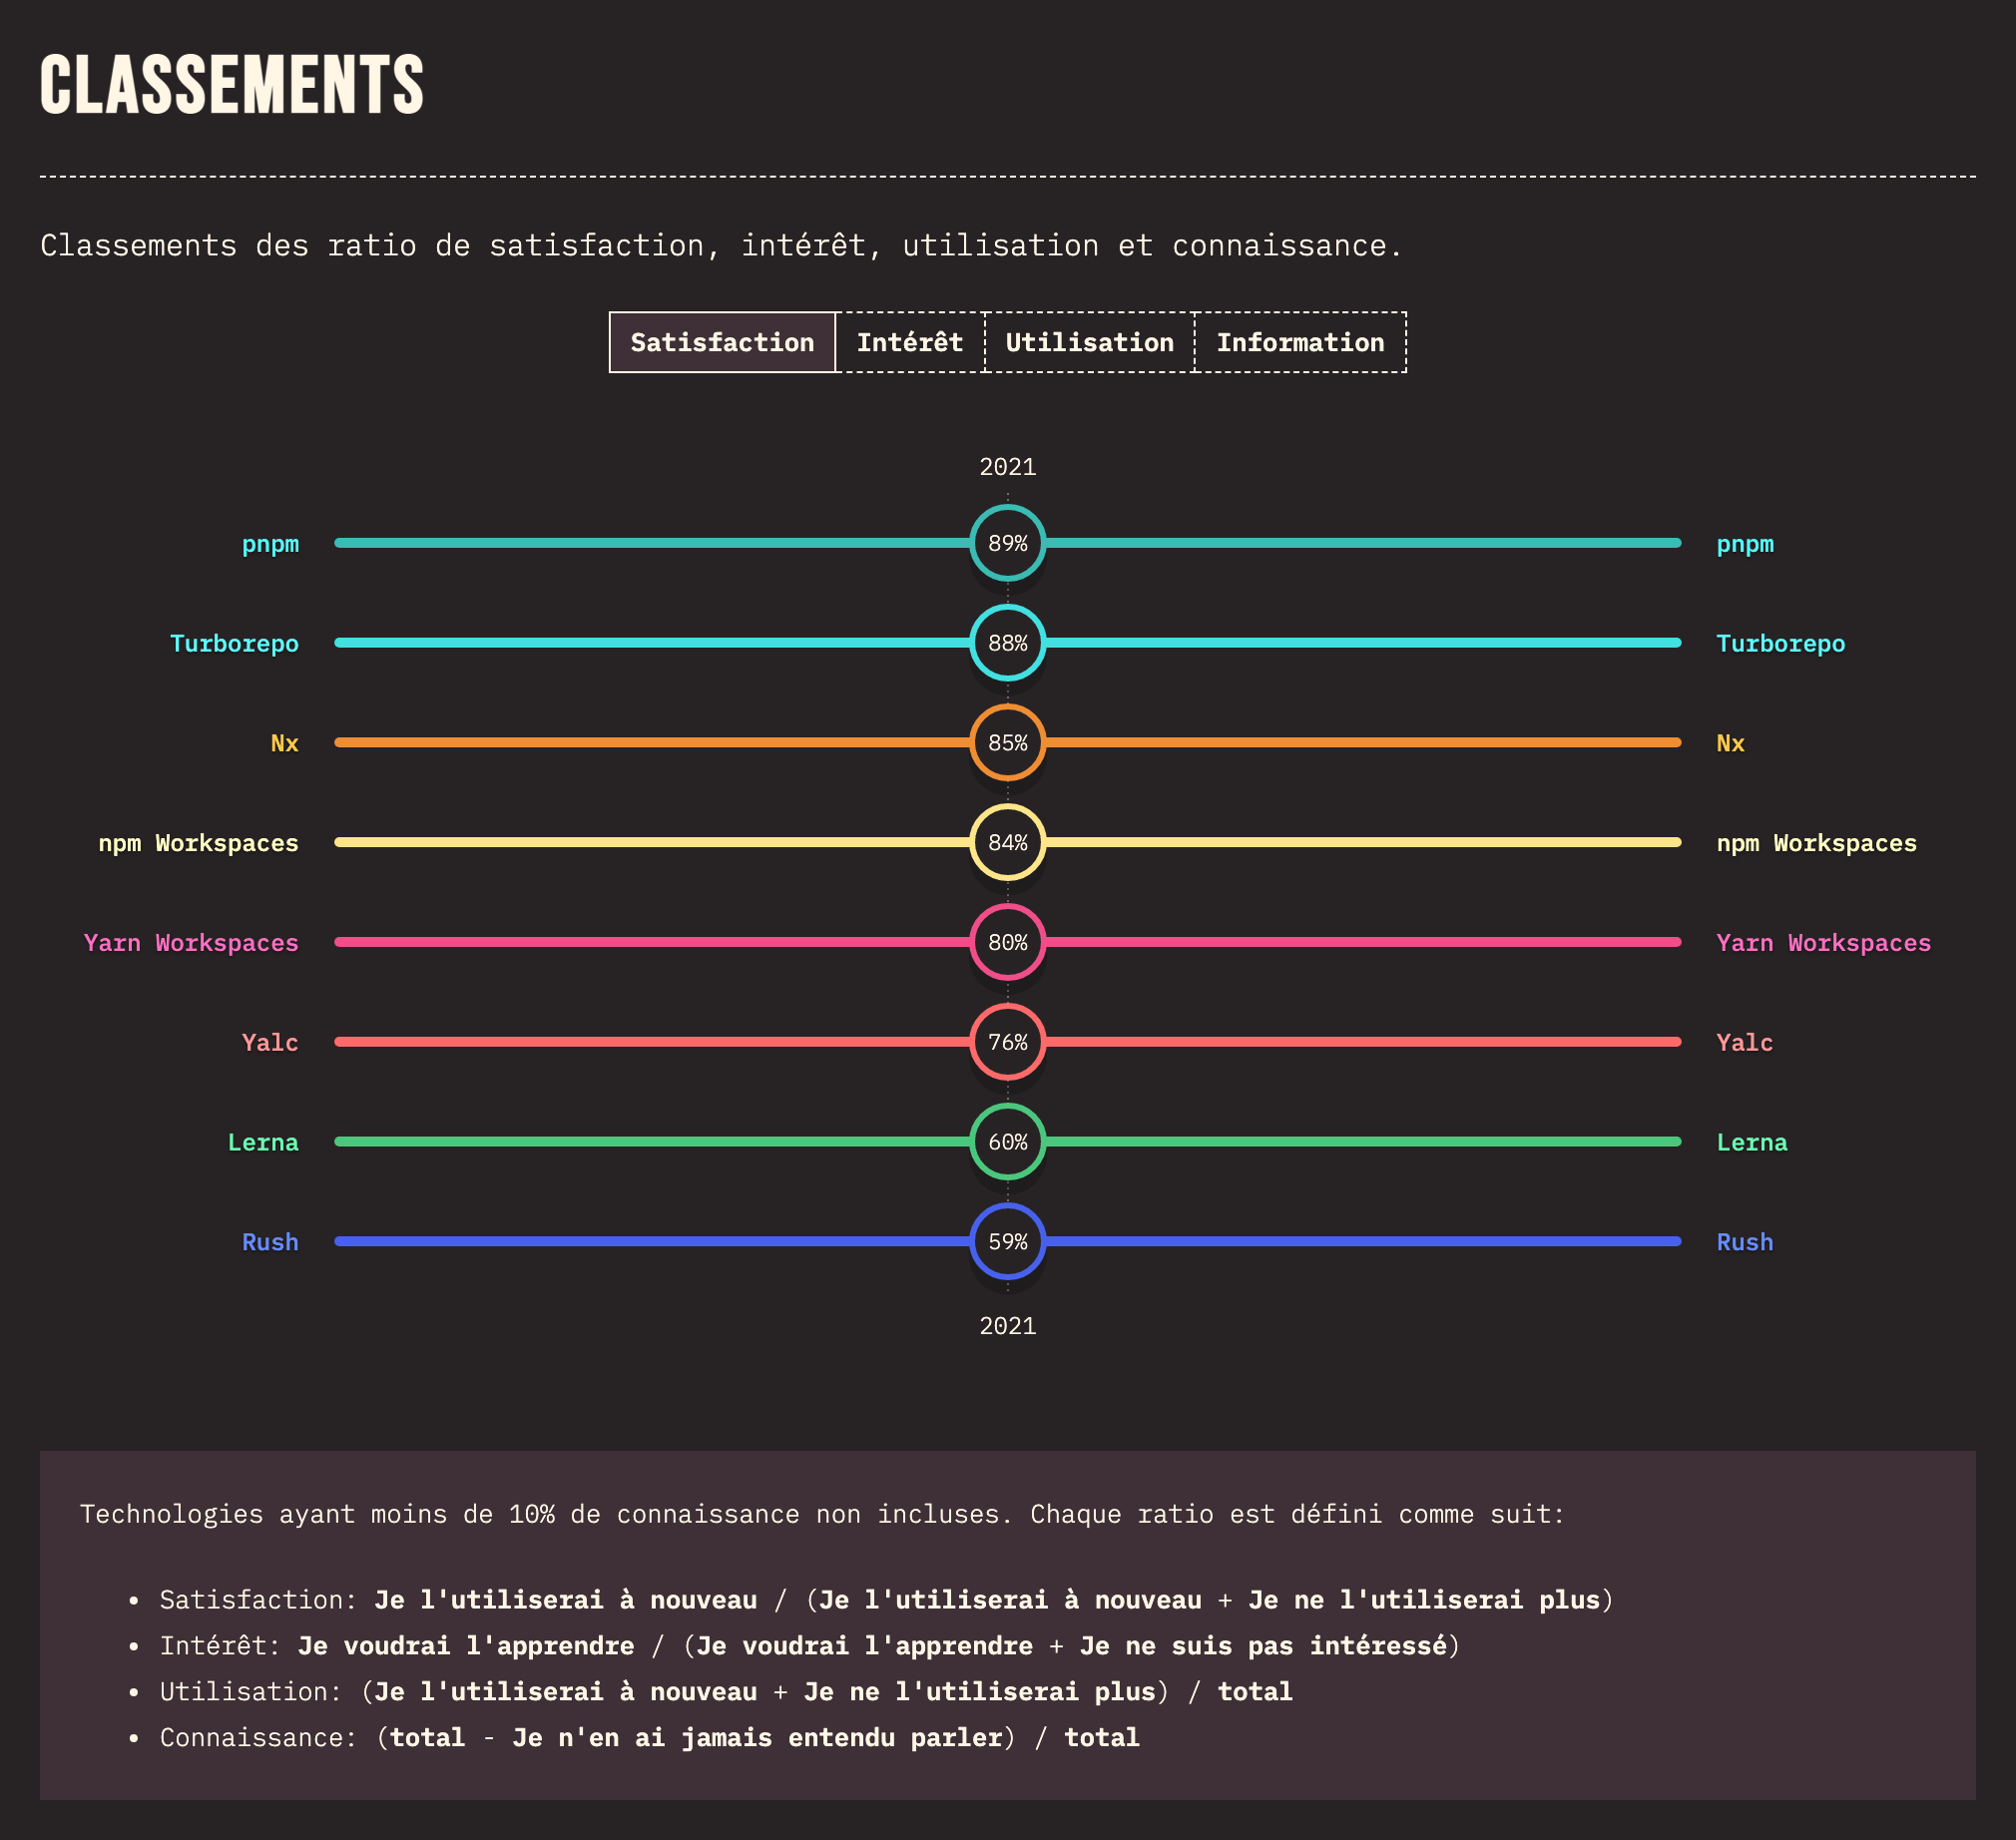 CLASSEMENTS
Classements des ratio de satisfaction, intérêt, utilisation et connaissance.
Satisfaction Intérêt Utilisation Information
2021
pnpm 89% pnpm
Turborepo 88% Turborepo
Nx 85% Nx
npm Workspaces 84% npm Workspaces
Yarn Workspaces 80% Yarn Workspaces
Yalc 76% Yalc
Lerna 60% Lerna
Rush 59% Rush
2021
Technologies ayant moins de 10% de connaissance non incluses. Chaque ratio est défini comme suit:
• Satisfaction: Je l'utiliserai à nouveau / (Je l'utiliserai à nouveau + Je ne l'utiliserai plus)
• Intérêt: Je voudrai l'apprendre / (Je voudrai l'apprendre + Je ne suis pas intéressé)
• Utilisation: (Je l'utiliserai à nouveau + Je ne l'utiliserai plus) / total
• Connaissance: (total - Je n'en ai jamais entendu parler) / total